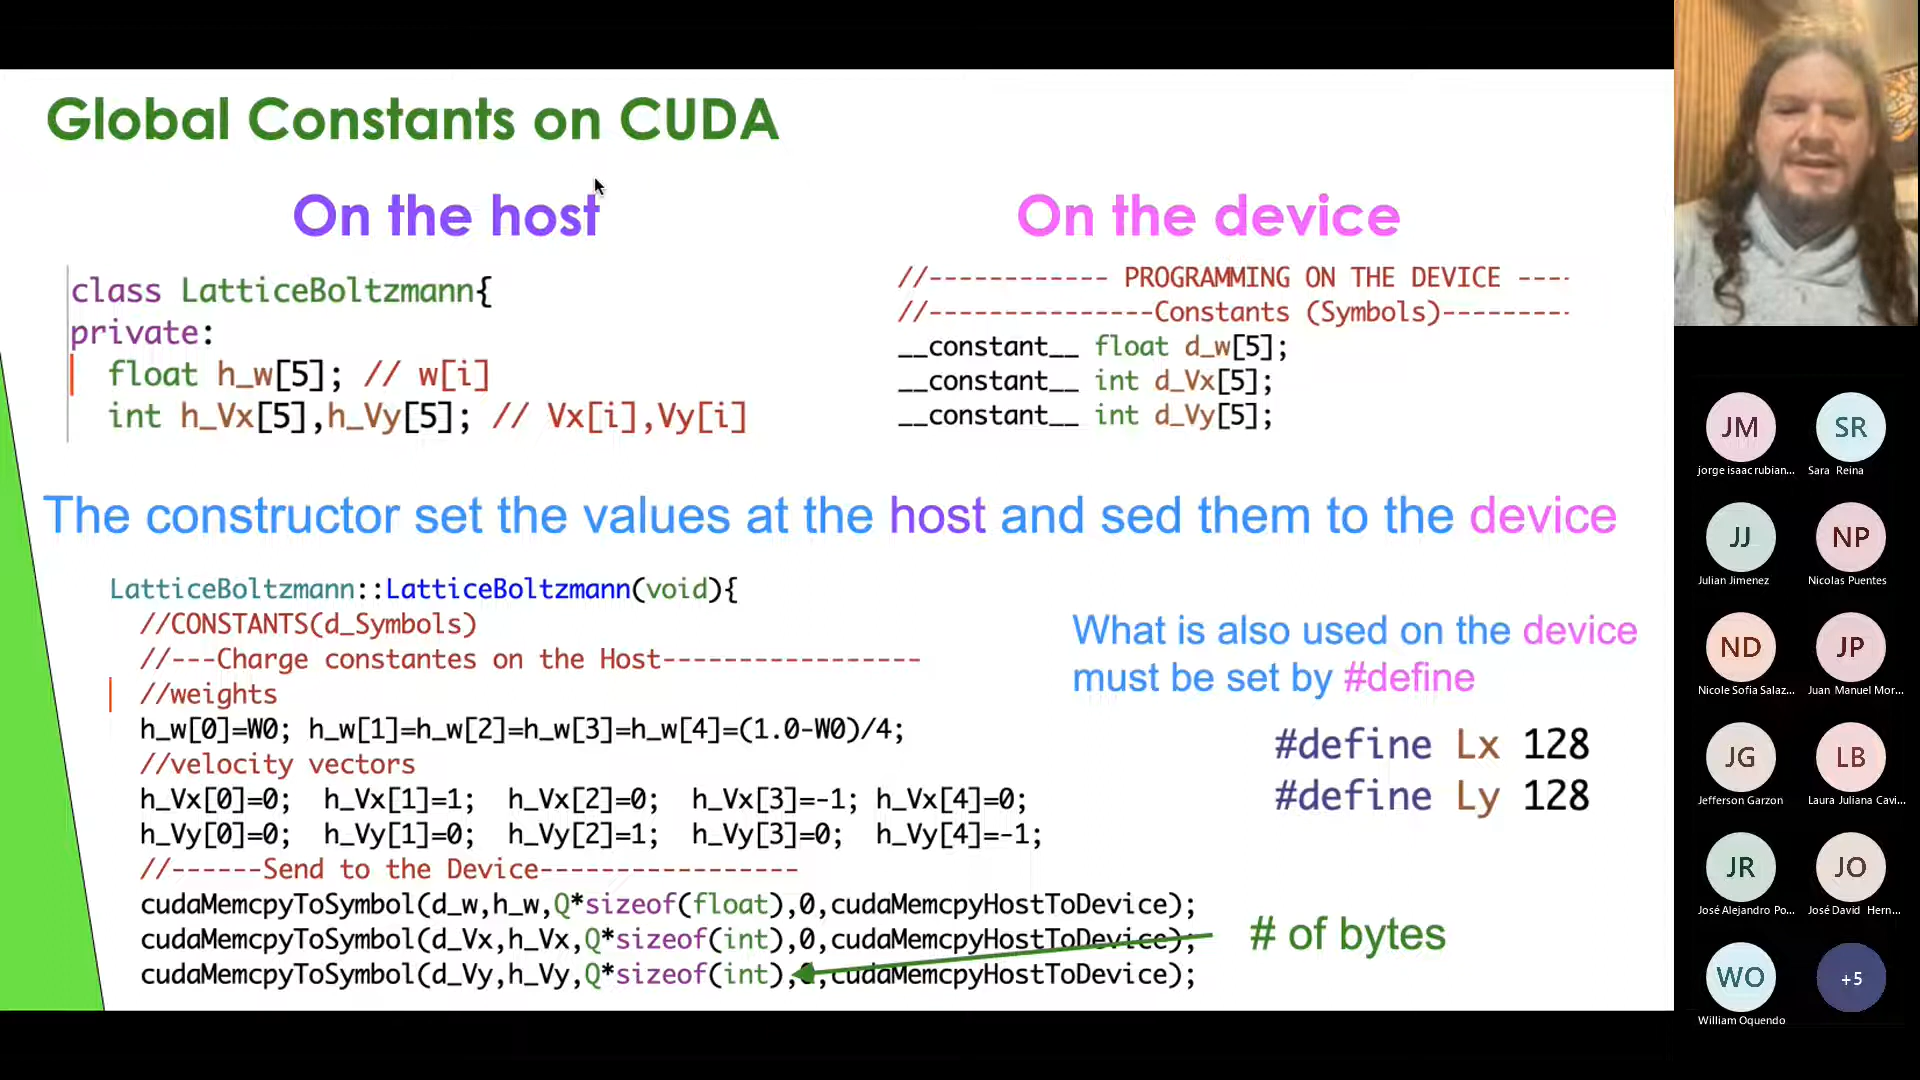 Global Constants on CUDA
On the host
class LatticeBoltzmann{
private:
float h_w[5]; // w[i]
int h_Vx[5],h_Vy[5]; // Vx[i],Vy[i]
On the device
//------------ PROGRAMMING ON THE DEVICE ----
//---------------Constants (Symbols)---------
__constant__ float d_w[5];
__constant__ int d_Vx[5];
__constant__ int d_Vy[5];
The constructor set the values at the host and sed them to the device
LatticeBoltzmann::LatticeBoltzmann(void){
//CONSTANTS(d_Symbols)
//---Charge constantes on the Host-----------------
//weights
h_w[0]=W0; h_w[1]=h_w[2]=h_w[3]=h_w[4]=(1.0-W0)/4;
//velocity vectors
h_Vx[0]=0; h_Vx[1]=1; h_Vx[2]=0; h_Vx[3]=-1; h_Vx[4]=0;
h_Vy[0]=0; h_Vy[1]=0; h_Vy[2]=1; h_Vy[3]=0; h_Vy[4]=-1;
//------Send to the Device-----------------
cudaMemcpyToSymbol(d_w,h_w,Q*sizeof(float),0,cudaMemcpyHostToDevice);
cudaMemcpyToSymbol(d_Vx,h_Vx,Q*sizeof(int),0,cudaMemcpyHostToDevice);
cudaMemcpyToSymbol(d_Vy,h_Vy,Q*sizeof(int),0,cudaMemcpyHostToDevice);
What is also used on the device
must be set by #define
#define Lx 128
#define Ly 128
# of bytes
JM
jorge isaac rubian...
SR
Sara Reina
JJ
Julian Jimenez
NP
Nicolas Puentes
ND
Nicole Sofia Salaz...
JP
Juan Manuel Mor...
JG
Jefferson Garzon
LB
Laura Juliana Cavi...
JR
José Alejandro Po...
JO
José David Hern...
WO
William Oquendo
+5